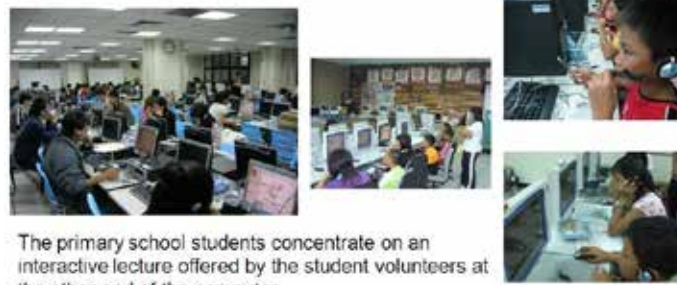 The primary school students concentrate on an
interactive lecture offered by the student volunteers at